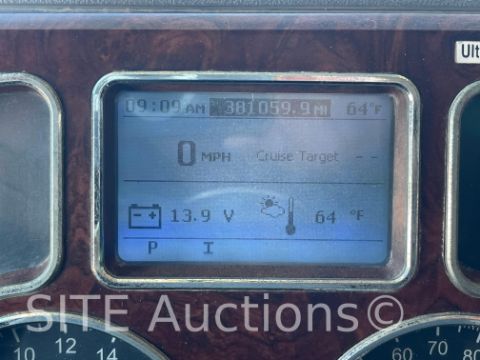 Ult
09:09 AM 381059.9 MI 64°F
0 MPH Cruise Target --
13.9 V 64 °F
P I
SITE Auctions©
10 12 14
60 70 80